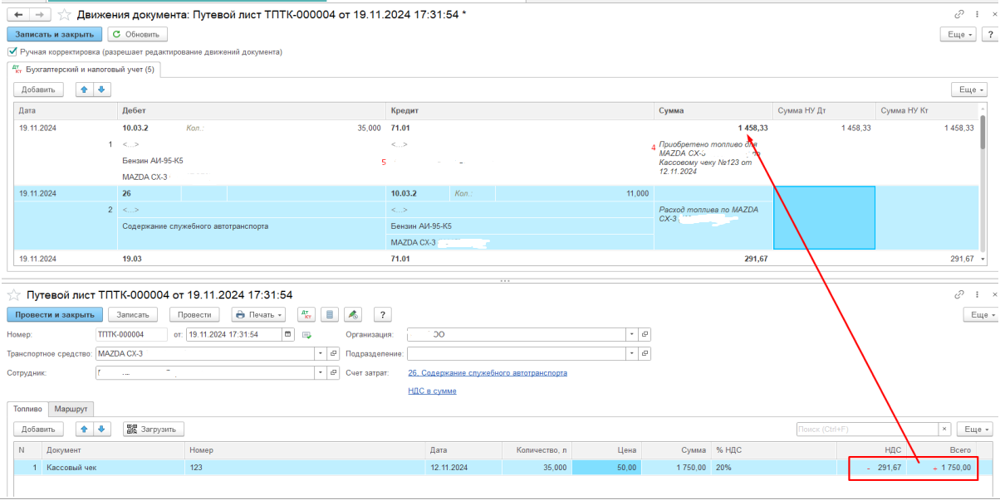 Движения документа: Путевой лист ТПТК-000004 от 19.11.2024 17:31:54 *
Записать и закрыть Обновить Еще ?
Ручная корректировка (разрешает редактирование движений документа)
Дт Кт Бухгалтерский и налоговый учет (5)
Добавить Еще
Дата Дебет Кредит Сумма Сумма НУ Дт Сумма НУ Кт
19.11.2024 10.03.2 Кол.: 35,000 71.01 1 458,33 1 458,33 1 458,33
1 <...> <...> 4 Приобретено топливо для
Бензин АИ-95-К5 5 MAZDA CX-
Кассовому чеку №123 от
MAZDA CX-3 12.11.2024
19.11.2024 26 10.03.2 Кол.: 11,000
2 <...> <...> Расход топлива по MAZDA
Содержание служебного автотранспорта Бензин АИ-95-К5 CX-3
MAZDA CX-3
19.11.2024 19.03 71.01 291,67 291,67
Путевой лист ТПТК-000004 от 19.11.2024 17:31:54
Провести и закрыть Записать Провести Печать Дт Кт ? Еще
Номер: ТПТК-000004 от: 19.11.2024 17:31:54 Организация: ОО
Транспортное средство: MAZDA CX-3 Подразделение:
Сотрудник: Счет затрат: 26, Содержание служебного автотранспорта
НДС в сумме
Топливо Маршрут
Добавить Загрузить Поиск (Ctrl+F) × Еще
N Документ Номер Дата Количество, л Цена Сумма % НДС НДС Всего
1 Кассовый чек 123 12.11.2024 35,000 50,00 1 750,00 20% - 291,67 ÷ 1 750,00